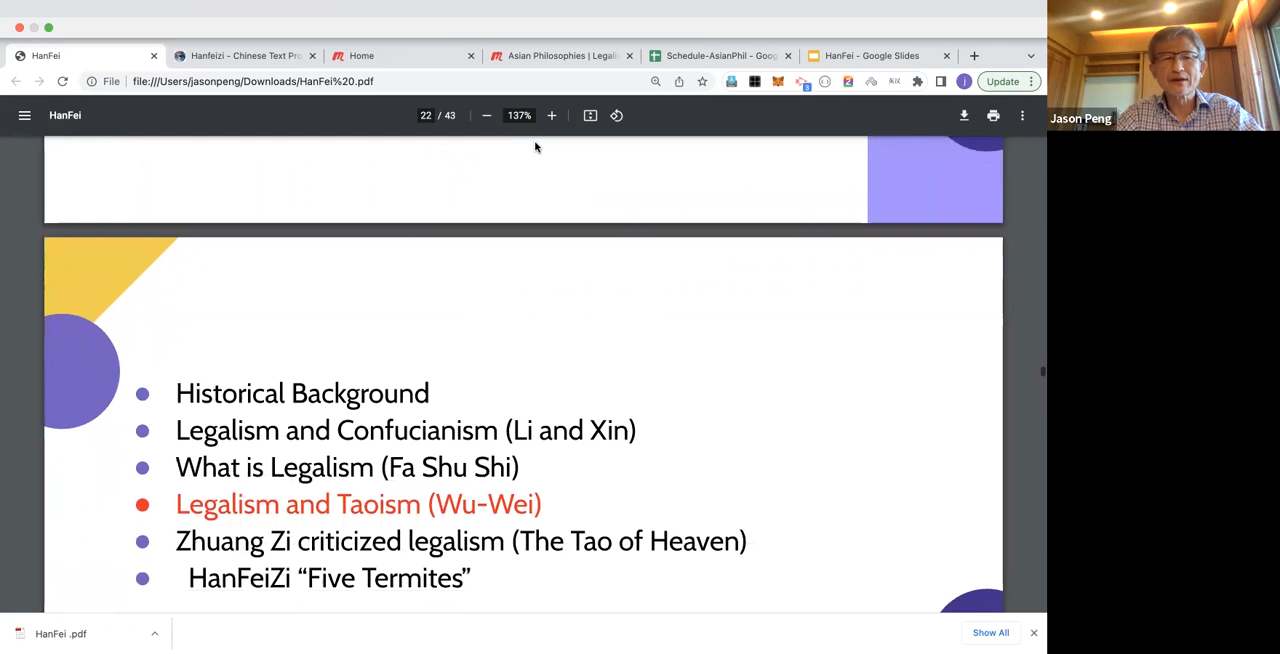 HanFei
Hanfeizi - Chinese Text Pro
Home
Asian Philosophies | Legali
Schedule-AsianPhil - Goog
HanFei - Google Slides
File
file:///Users/jasonpeng/Downloads/HanFei%20.pdf
3
j
Update
HanFei
22 / 43
137%
Jason Peng
Historical Background
Legalism and Confucianism (Li and Xin)
What is Legalism (Fa Shu Shi)
Legalism and Taoism (Wu-Wei)
Zhuang Zi criticized legalism (The Tao of Heaven)
HanFeiZi “Five Termites”
HanFei .pdf
Show All